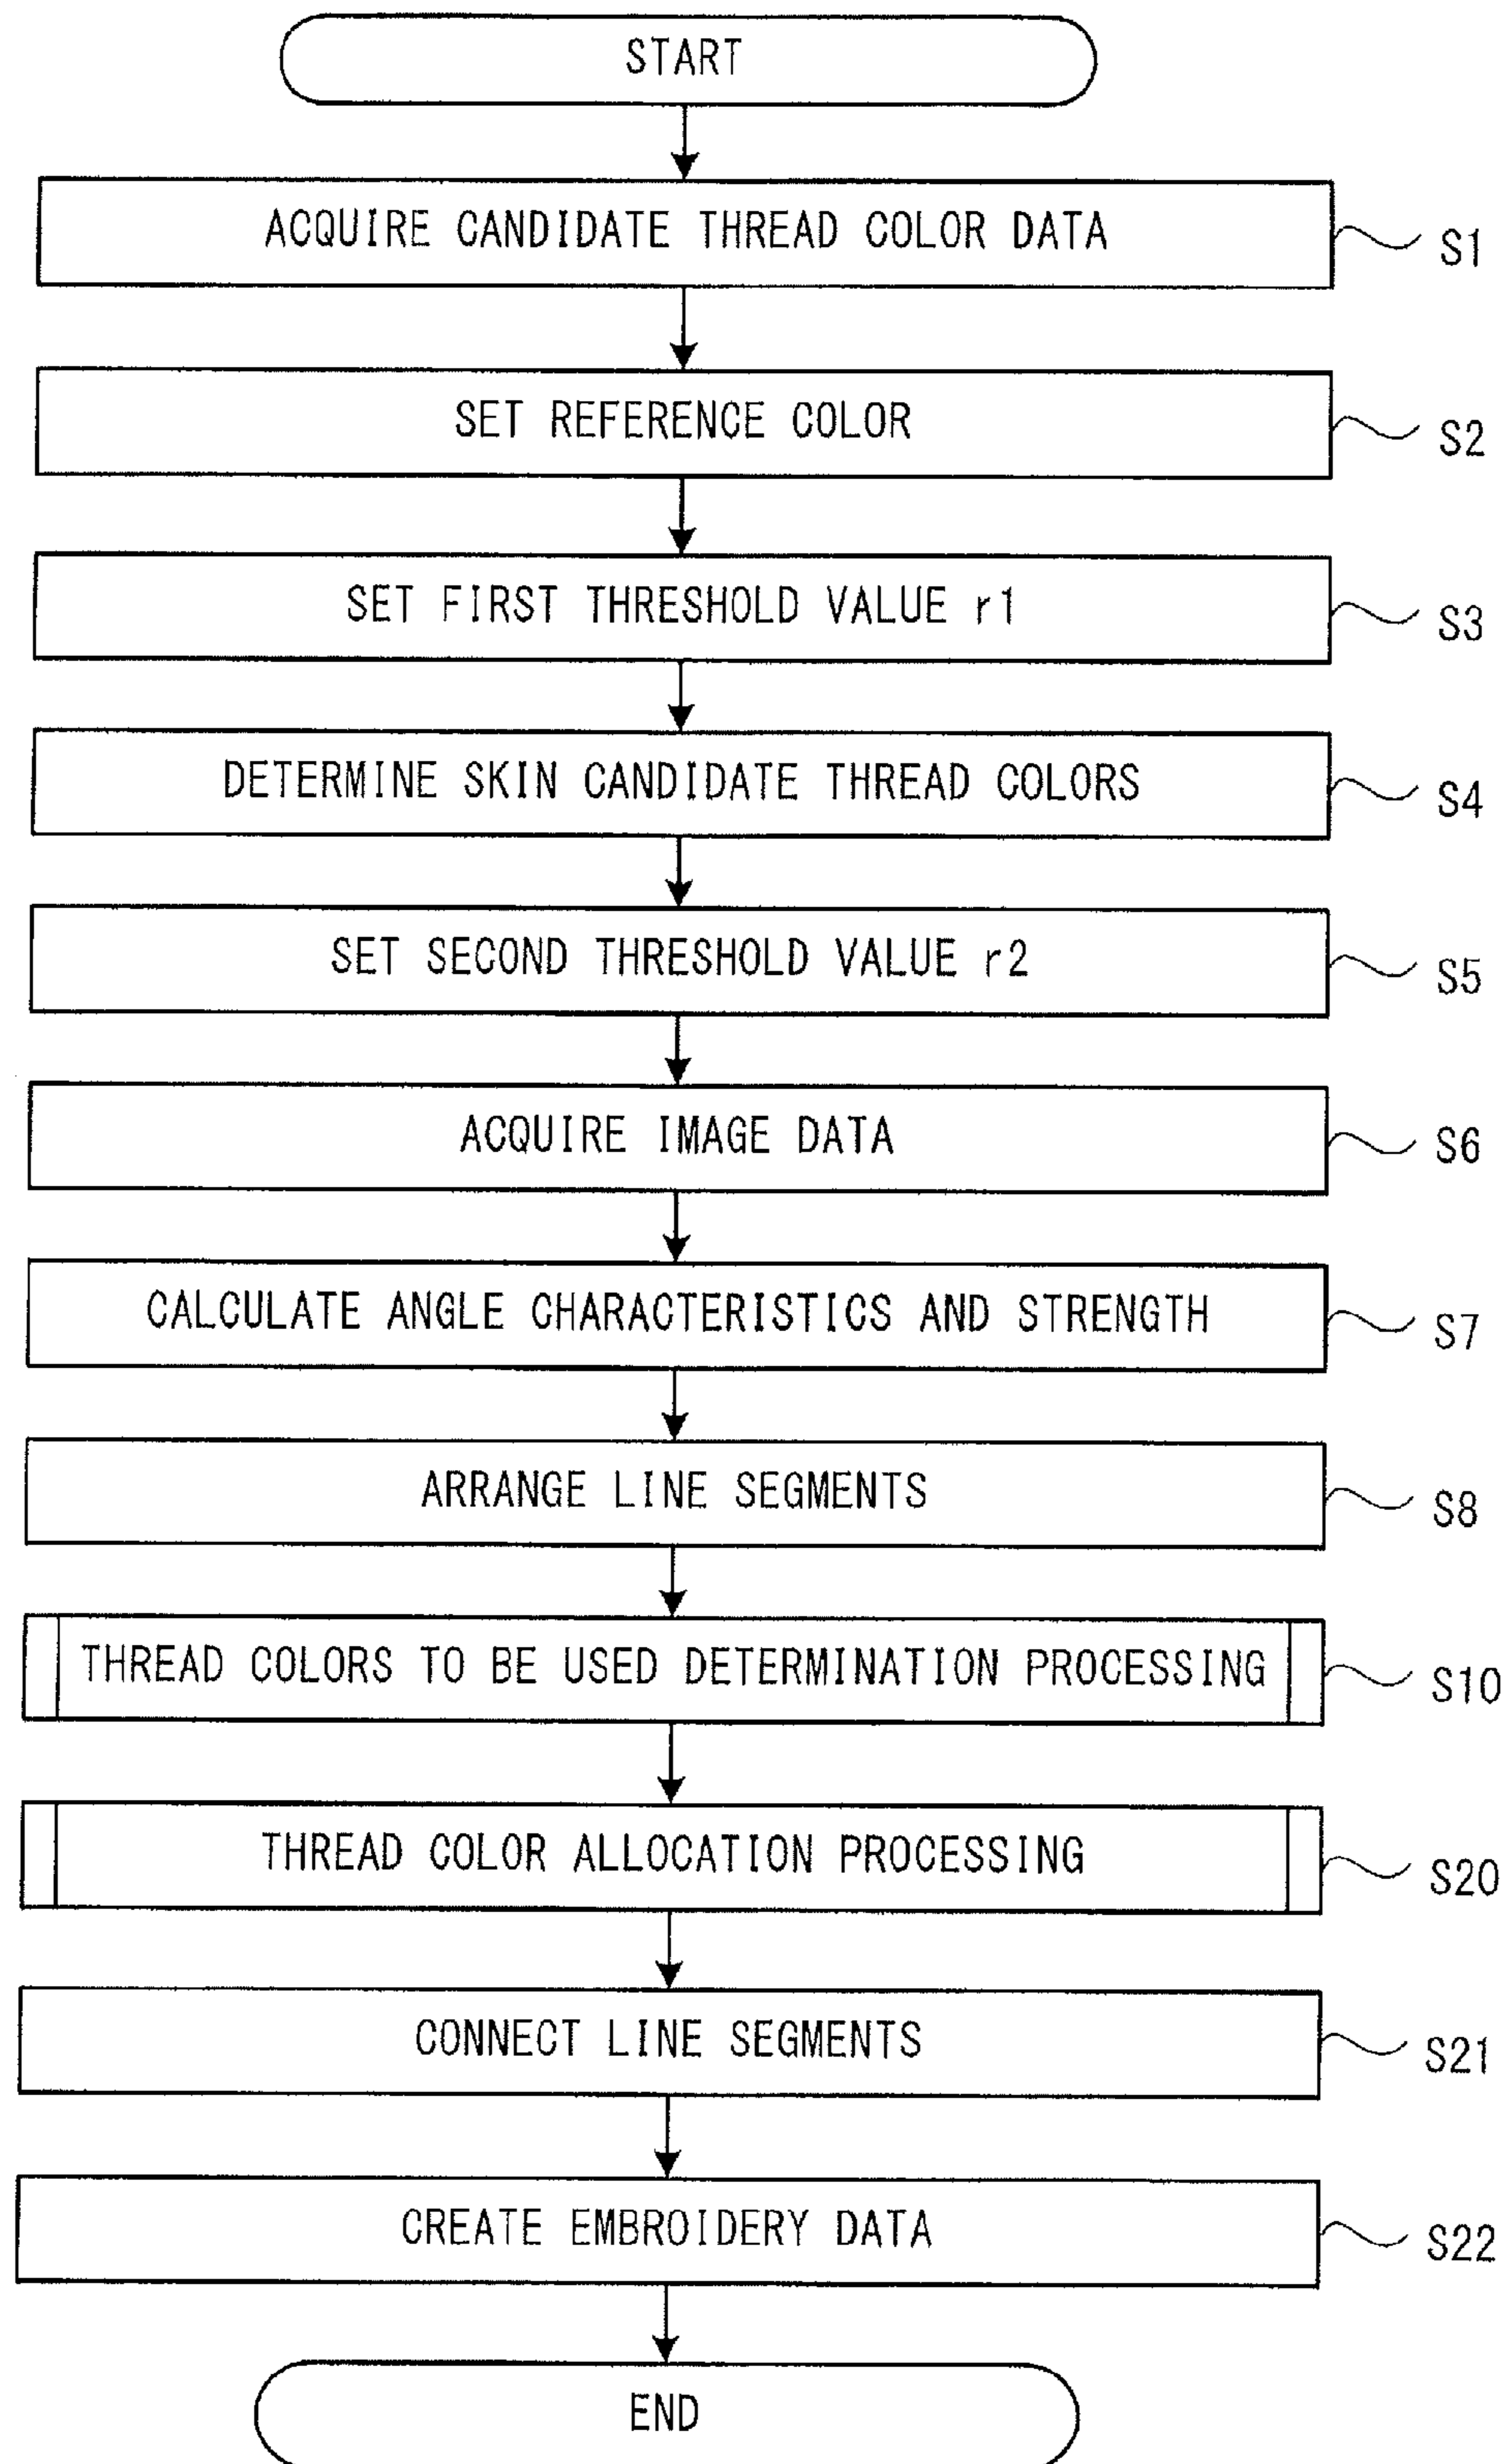 START
ACQUIRE CANDIDATE THREAD COLOR DATA S1
SET REFERENCE COLOR S2
SET FIRST THRESHOLD VALUE r1 S3
DETERMINE SKIN CANDIDATE THREAD COLORS S4
SET SECOND THRESHOLD VALUE r2 S5
ACQUIRE IMAGE DATA S6
CALCULATE ANGLE CHARACTERISTICS AND STRENGTH S7
ARRANGE LINE SEGMENTS S8
THREAD COLORS TO BE USED DETERMINATION PROCESSING S10
THREAD COLOR ALLOCATION PROCESSING S20
CONNECT LINE SEGMENTS S21
CREATE EMBROIDERY DATA S22
END